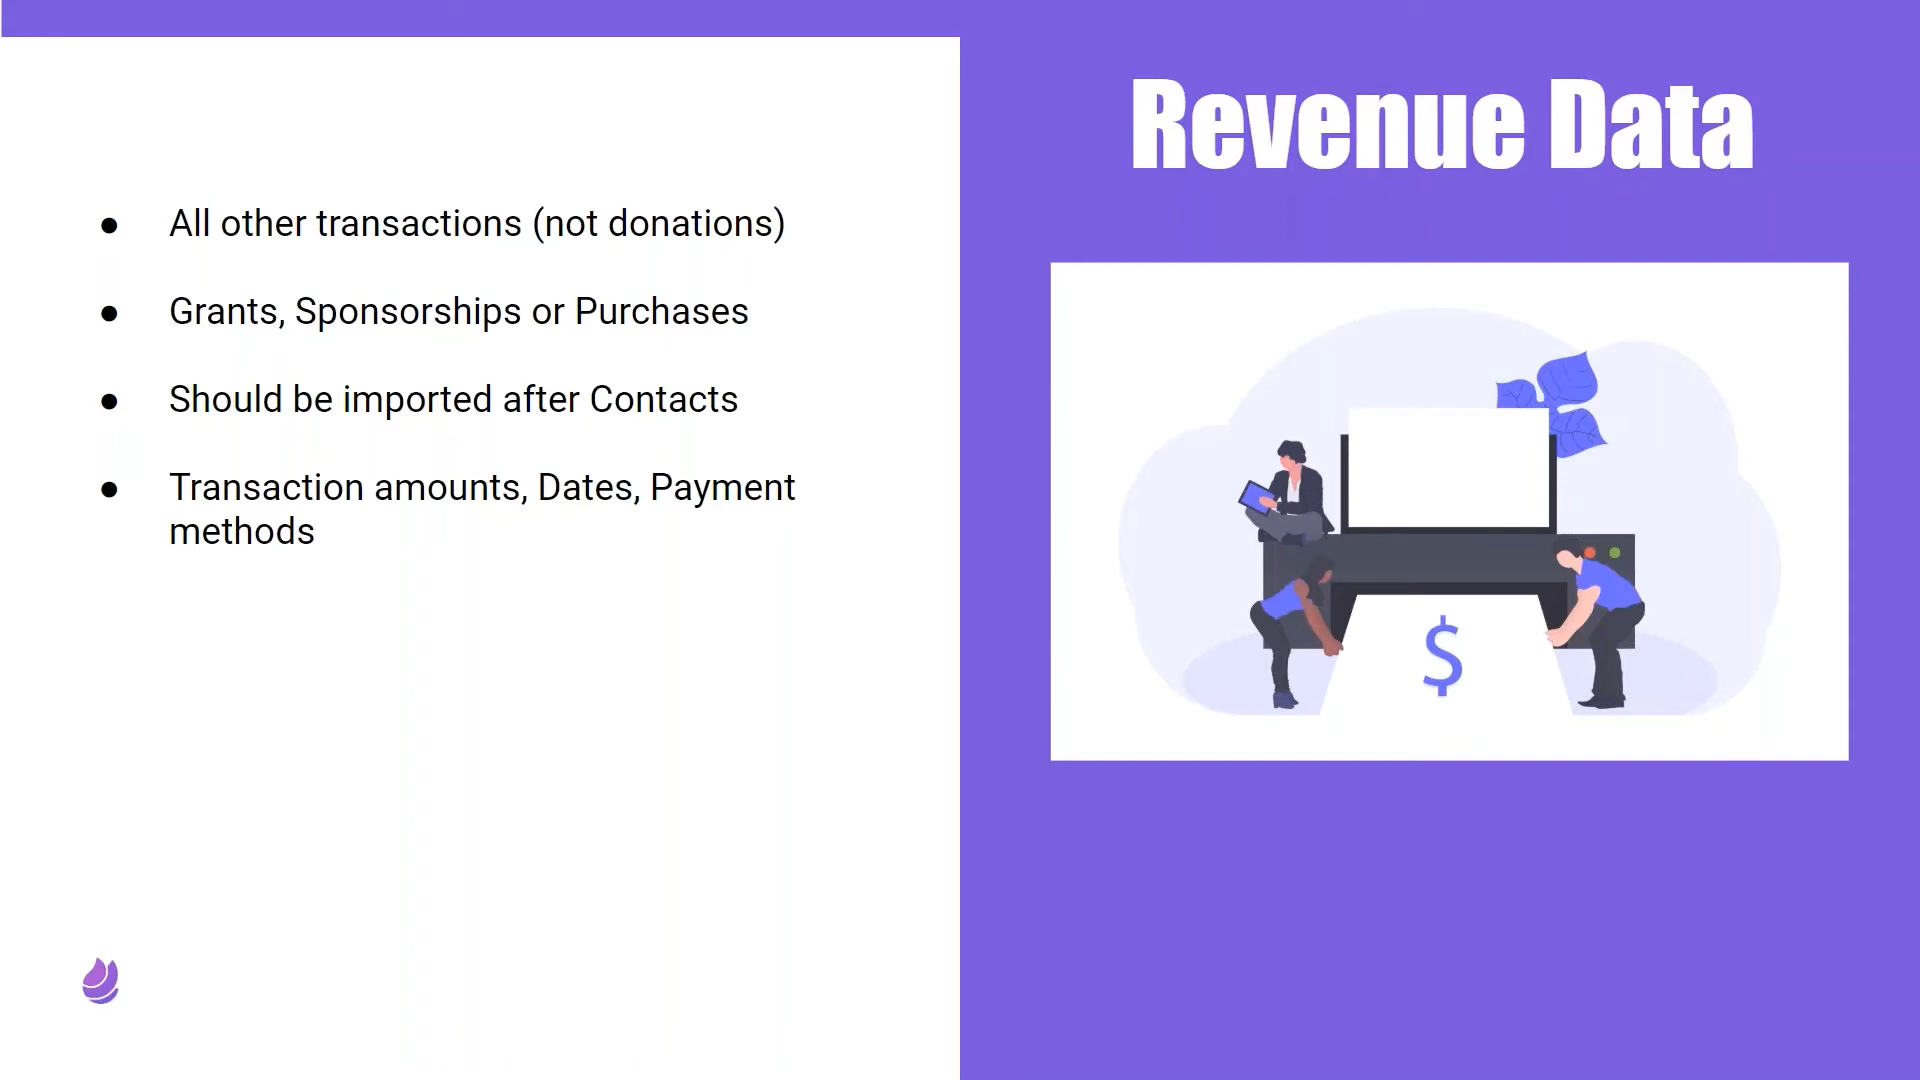 Revenue Data
● All other transactions (not donations)
● Grants, Sponsorships or Purchases
● Should be imported after Contacts
● Transaction amounts, Dates, Payment
methods
$